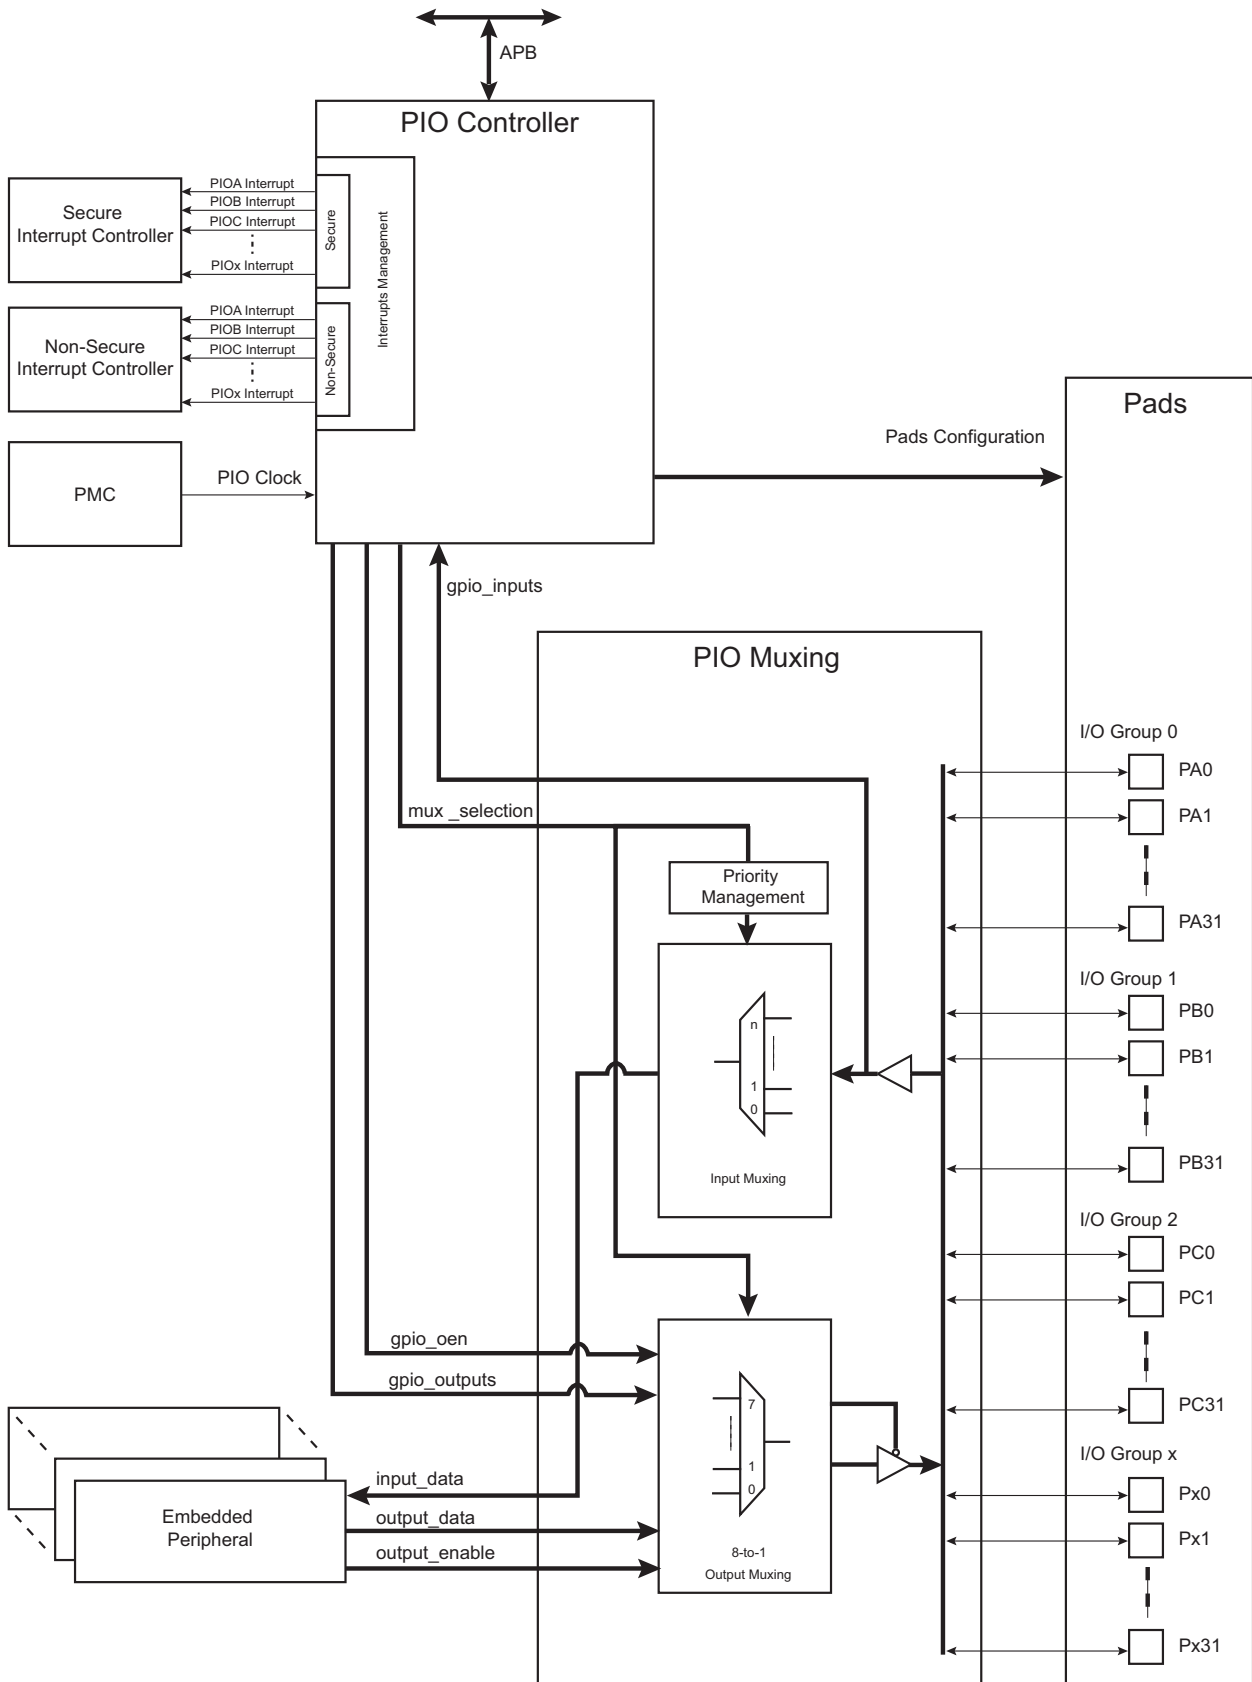 APB
PIO Controller
PIOA Interrupt
PIOB Interrupt
PIOC Interrupt
PIOx Interrupt
Secure
Interrupt Controller
Secure
Interrupts Management
PIOA Interrupt
PIOB Interrupt
PIOC Interrupt
PIOx Interrupt
Non-Secure
Interrupt Controller
Non-Secure
Pads
Pads Configuration
PMC
PIO Clock
gpio_inputs
PIO Muxing
I/O Group 0
PA0
mux _selection
PA1
Priority
Management
PA31
I/O Group 1
n
PB0
PB1
1
0
PB31
Input Muxing
I/O Group 2
PC0
PC1
gpio_oen
gpio_outputs
7
PC31
I/O Group x
1
input_data
0
Px0
Embedded
Peripheral
output_data
Px1
output_enable
8-to-1
Output Muxing
Px31